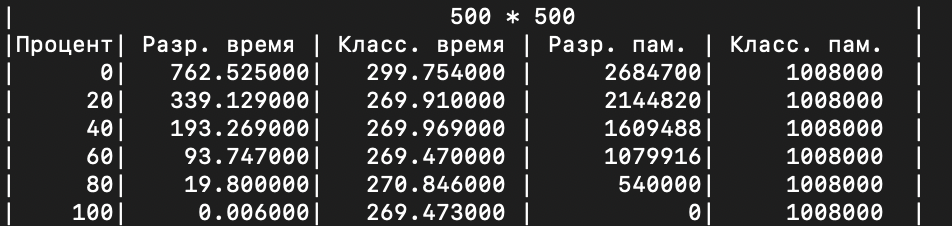 | 500 * 500 |
|Процент| Разр. время | Класс. время | Разр. пам. | Класс. пам. |
| 0| 762.525000| 299.754000 | 2684700| 1008000 |
| 20| 339.129000| 269.910000 | 2144820| 1008000 |
| 40| 193.269000| 269.969000 | 1609488| 1008000 |
| 60| 93.747000| 269.470000 | 1079916| 1008000 |
| 80| 19.800000| 270.846000 | 540000| 1008000 |
| 100| 0.006000| 269.473000 | 0| 1008000 |